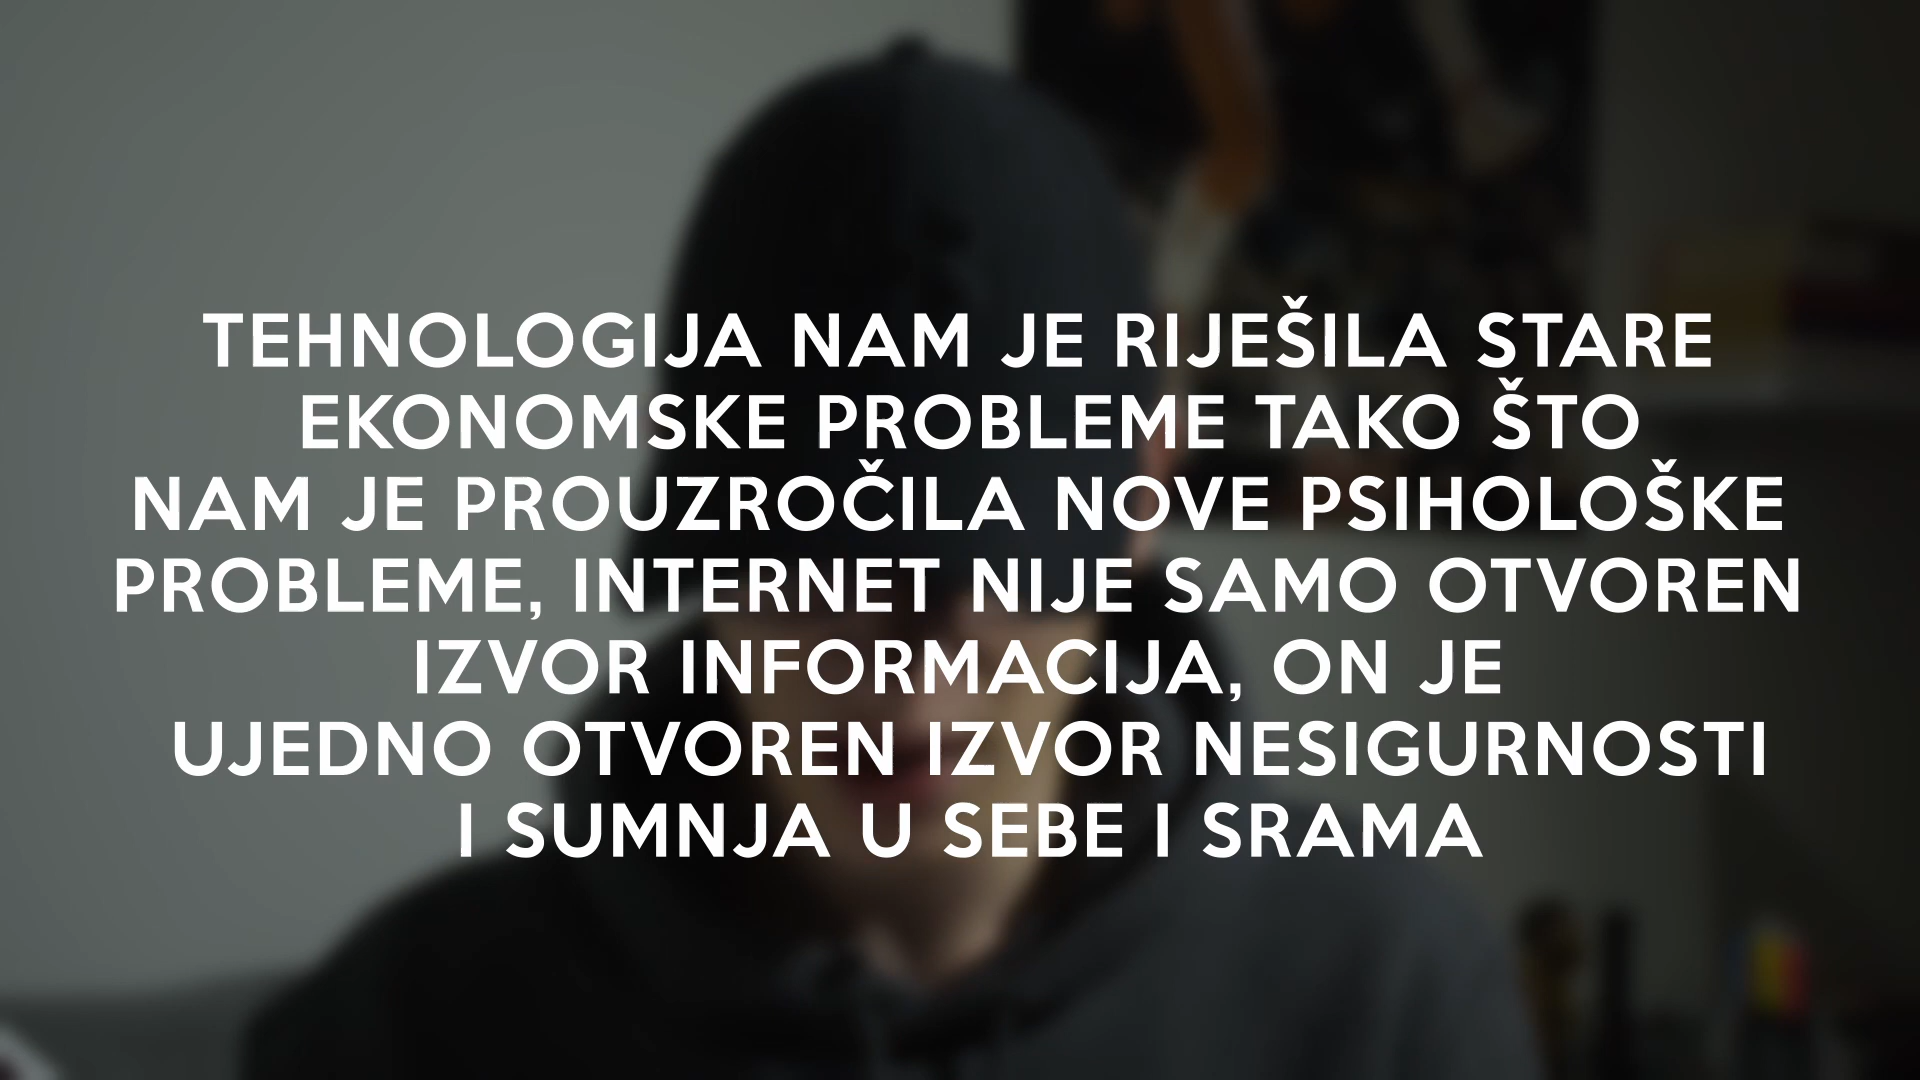 TEHNOLOGIJA NAM JE RIJEŠILA STARE
EKONOMSKE PROBLEME TAKO ŠTO
NAM JE PROUZROČILA NOVE PSIHOLOŠKE
PROBLEME, INTERNET NIJE SAMO OTVOREN
IZVOR INFORMACIJA, ON JE
UJEDNO OTVOREN IZVOR NESIGURNOSTI
I SUMNJA U SEBE I SRAMA